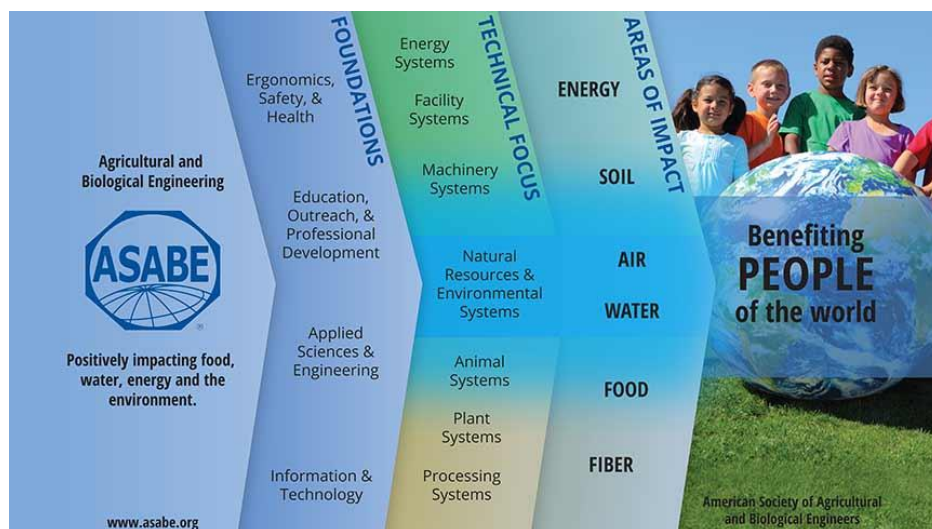 Agricultural and
Biological Engineering
ASABE
®
Positively impacting food,
water, energy and the
environment.
www.asabe.org
FOUNDATIONS
Ergonomics,
Safety, &
Health
Education,
Outreach, &
Professional
Development
Applied
Sciences &
Engineering
Information &
Technology
TECHNICAL FOCUS
Energy
Systems
Facility
Systems
Machinery
Systems
Natural
Resources &
Environmental
Systems
Animal
Systems
Plant
Systems
Processing
Systems
AREAS OF IMPACT
ENERGY
SOIL
AIR
WATER
FOOD
FIBER
Benefiting
PEOPLE
of the world
American Society of Agricultural
and Biological Engineers